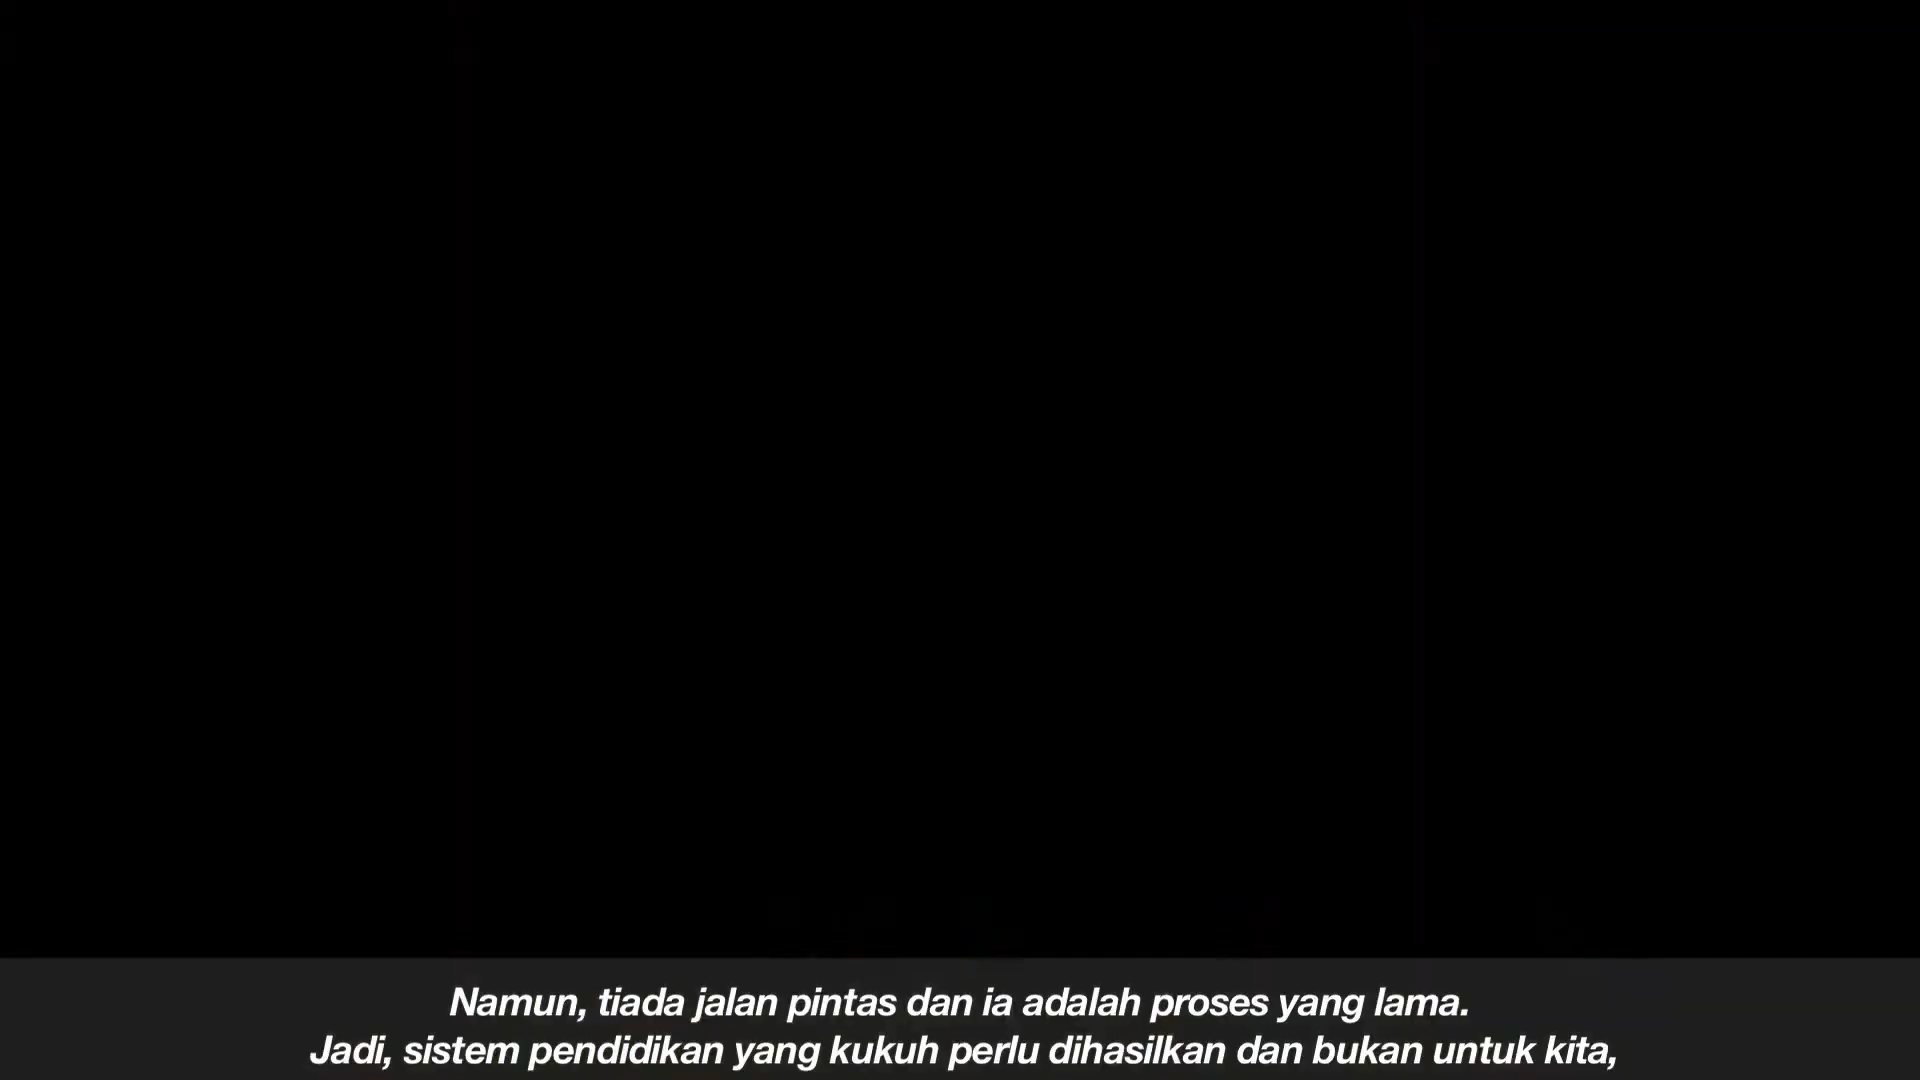 Namun, tiada jalan pintas dan ia adalah proses yang lama.
Jadi, sistem pendidikan yang kukuh perlu dihasilkan dan bukan untuk kita,